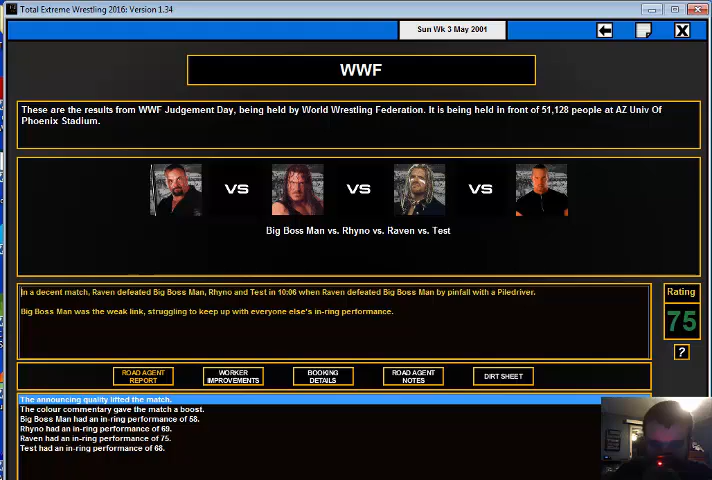 Total Extreme Wrestling 2016: Version 1.34
Sun Wk 3 May 2001
WWF
These are the results from WWF Judgement Day, being held by World Wrestling Federation. It is being held in front of 51,128 people at AZ Univ Of
Phoenix Stadium.
VS VS VS
Big Boss Man vs. Rhyno vs. Raven vs. Test
In a decent match, Raven defeated Big Boss Man, Rhyno and Test in 10:06 when Raven defeated Big Boss Man by pinfall with a Piledriver.
Big Boss Man was the weak link, struggling to keep up with everyone else's in-ring performance.
Rating
75
?
ROAD AGENT
REPORT
WORKER
IMPROVEMENTS
BOOKING
DETAILS
ROAD AGENT
NOTES
DIRT SHEET
The announcing quality lifted the match.
The colour commentary gave the match a boost.
Big Boss Man had an in-ring performance of 58.
Rhyno had an in-ring performance of 69.
Raven had an in-ring performance of 75.
Test had an in-ring performance of 68.